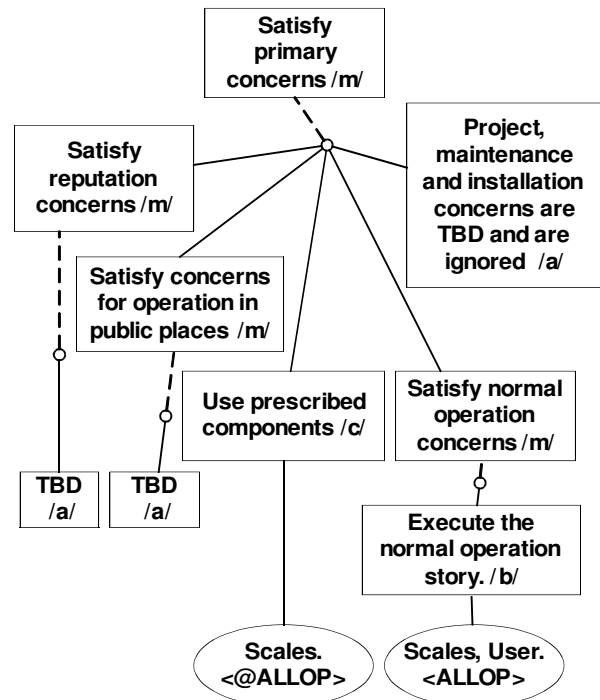 Satisfy
primary
concerns /m/
Satisfy
reputation
concerns /m/
Project,
maintenance
and installation
concerns are
TBD and are
ignored /a/
Satisfy concerns
for operation in
public places /m/
Use prescribed
components /c/
Satisfy normal
operation
concerns /m/
TBD
/a/
TBD
/a/
Execute the
normal operation
story. /b/
Scales.
<@ALLOP>
Scales, User.
<ALLOP>